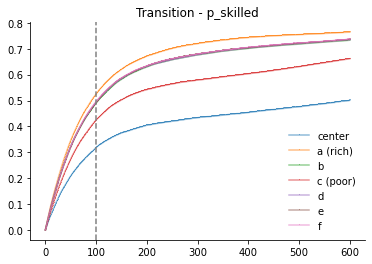 Transition - p_skilled
0.8
0.7
0.6
0.5
0.4
0.3
0.2
0.1
0.0
center
a (rich)
b
c (poor)
d
e
f
0 100 200 300 400 500 600